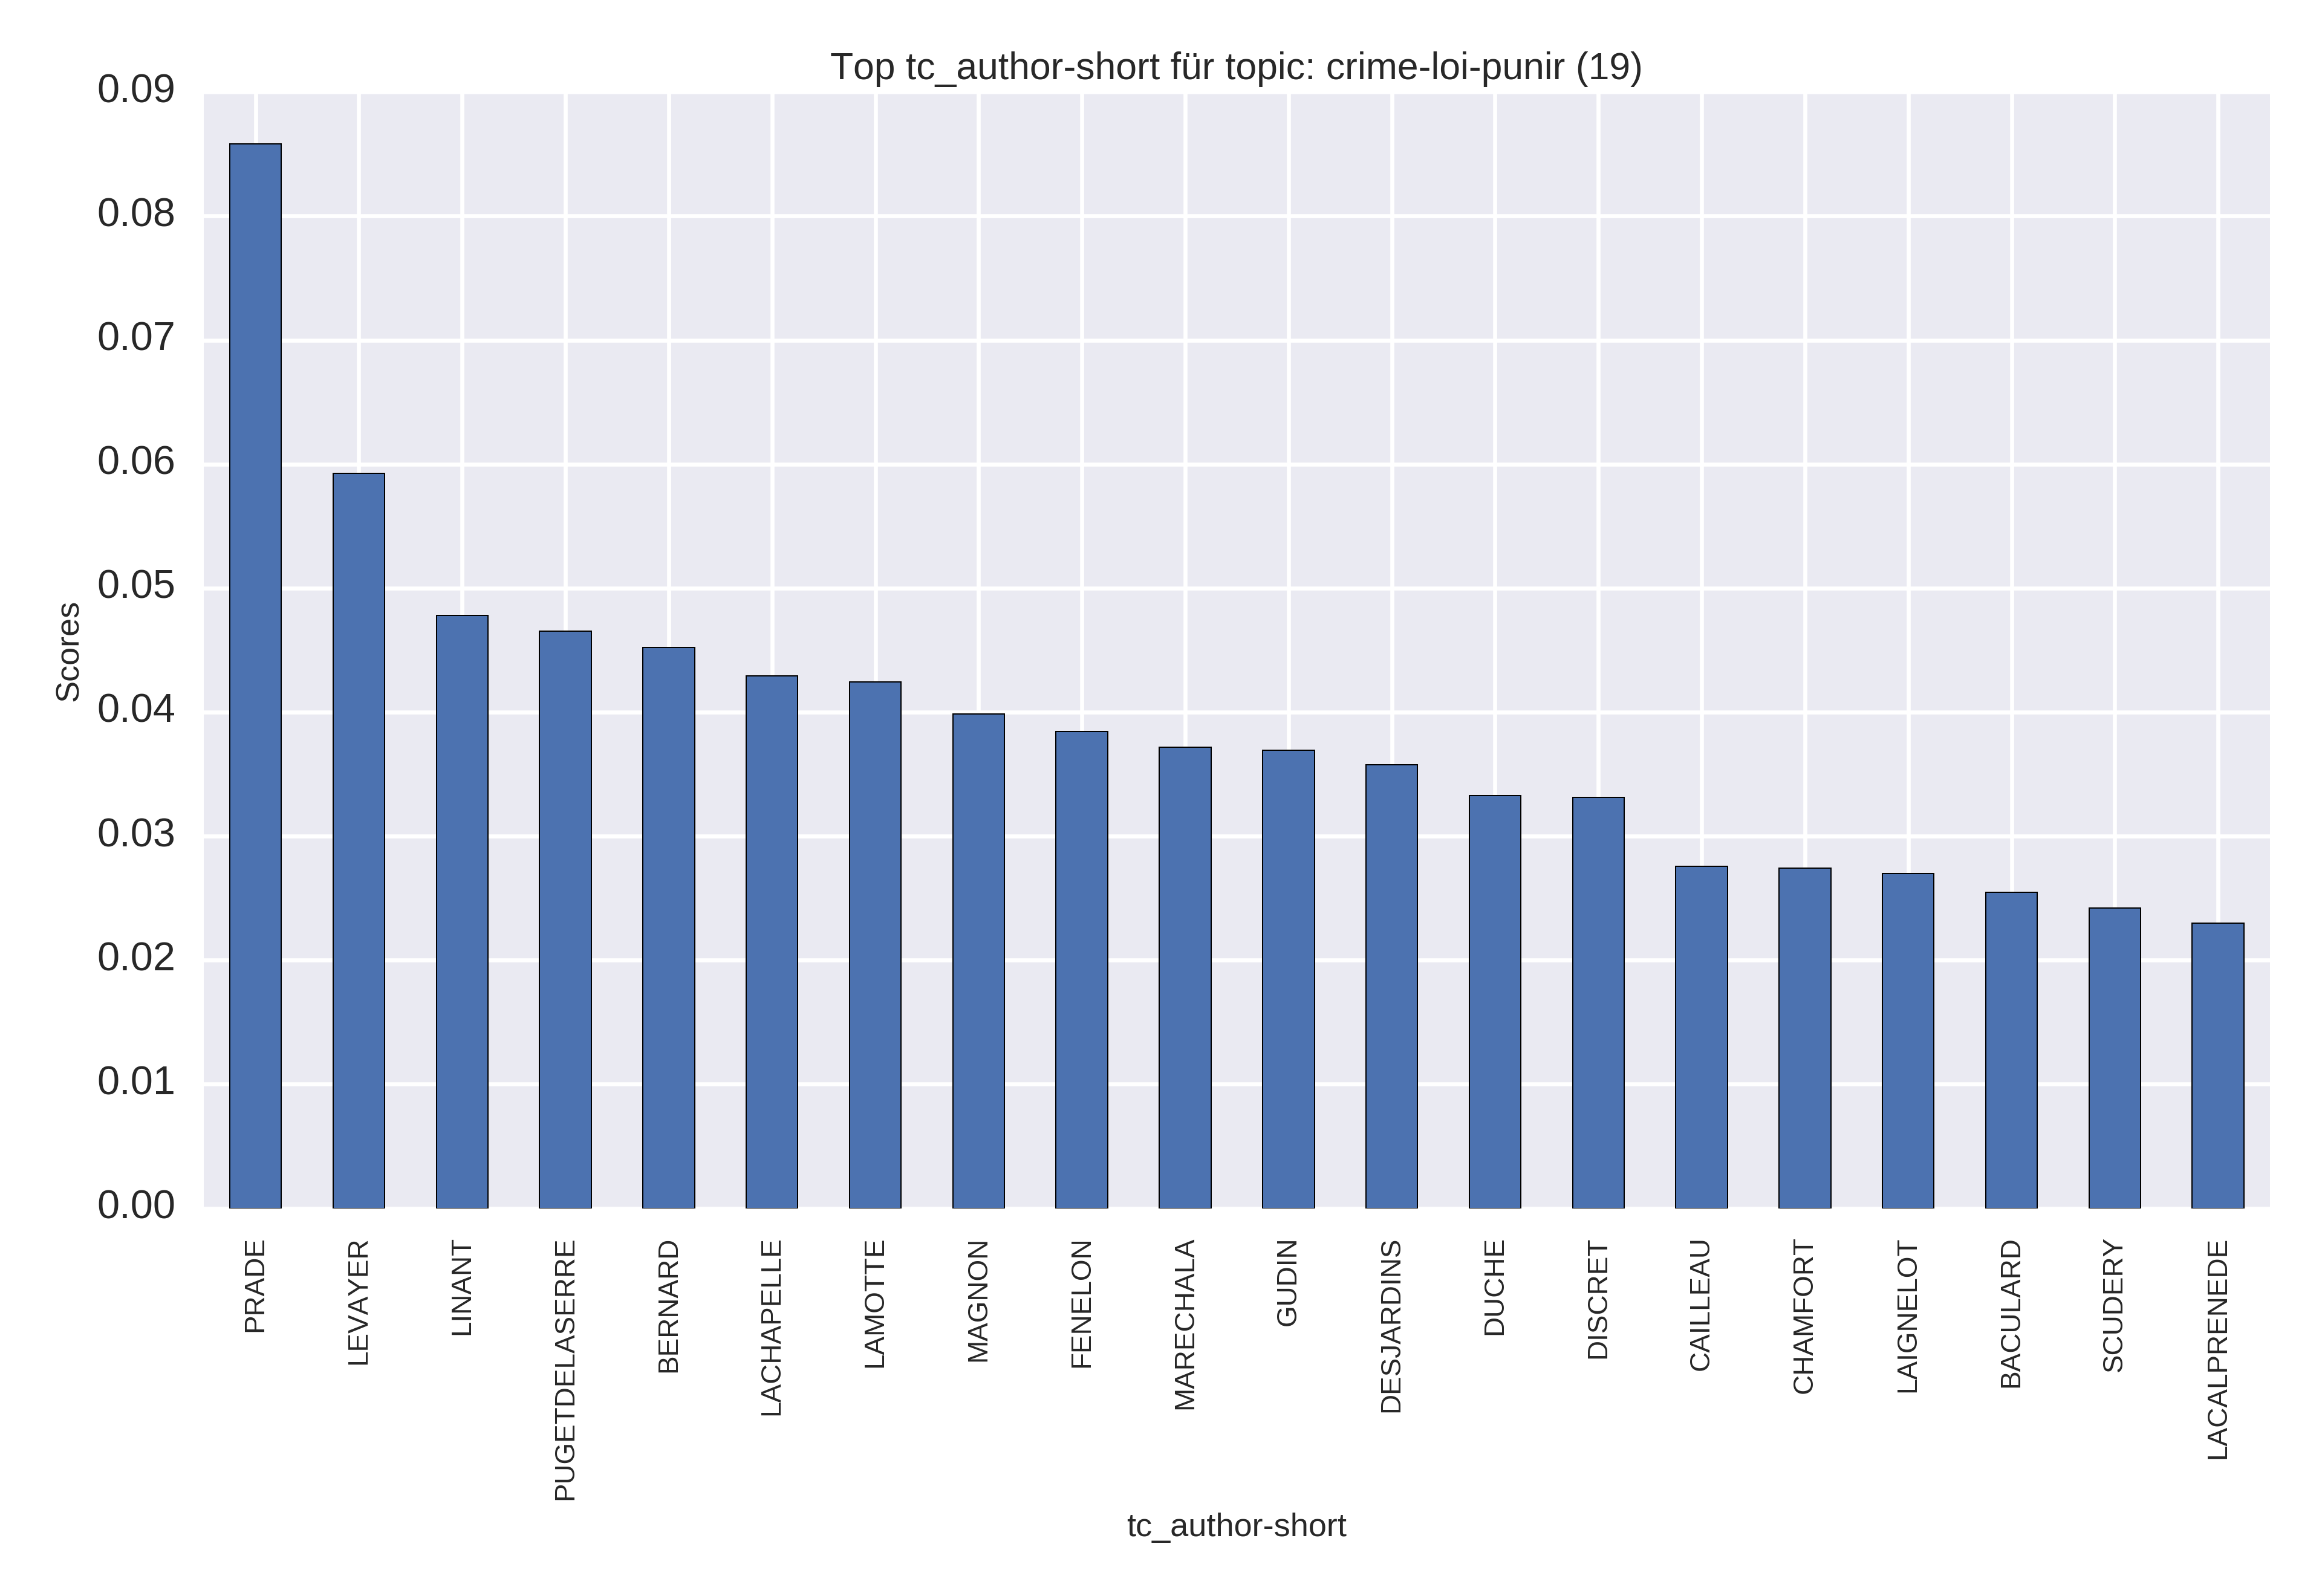 Top tc_author-short für topic: crime-loi-punir (19)
0.09
0.08
0.07
0.06
0.05
0.04
0.03
0.02
0.01
0.00
Scores
PRADE
LEVAYER
LINANT
PUGETDELASERRE
BERNARD
LACHAPELLE
LAMOTTE
MAGNON
FENELON
MARECHALA
GUDIN
DESJARDINS
DUCHE
DISCRET
CAILLEAU
CHAMFORT
LAIGNELOT
BACULARD
SCUDERY
LACALPRENEDE
tc_author-short